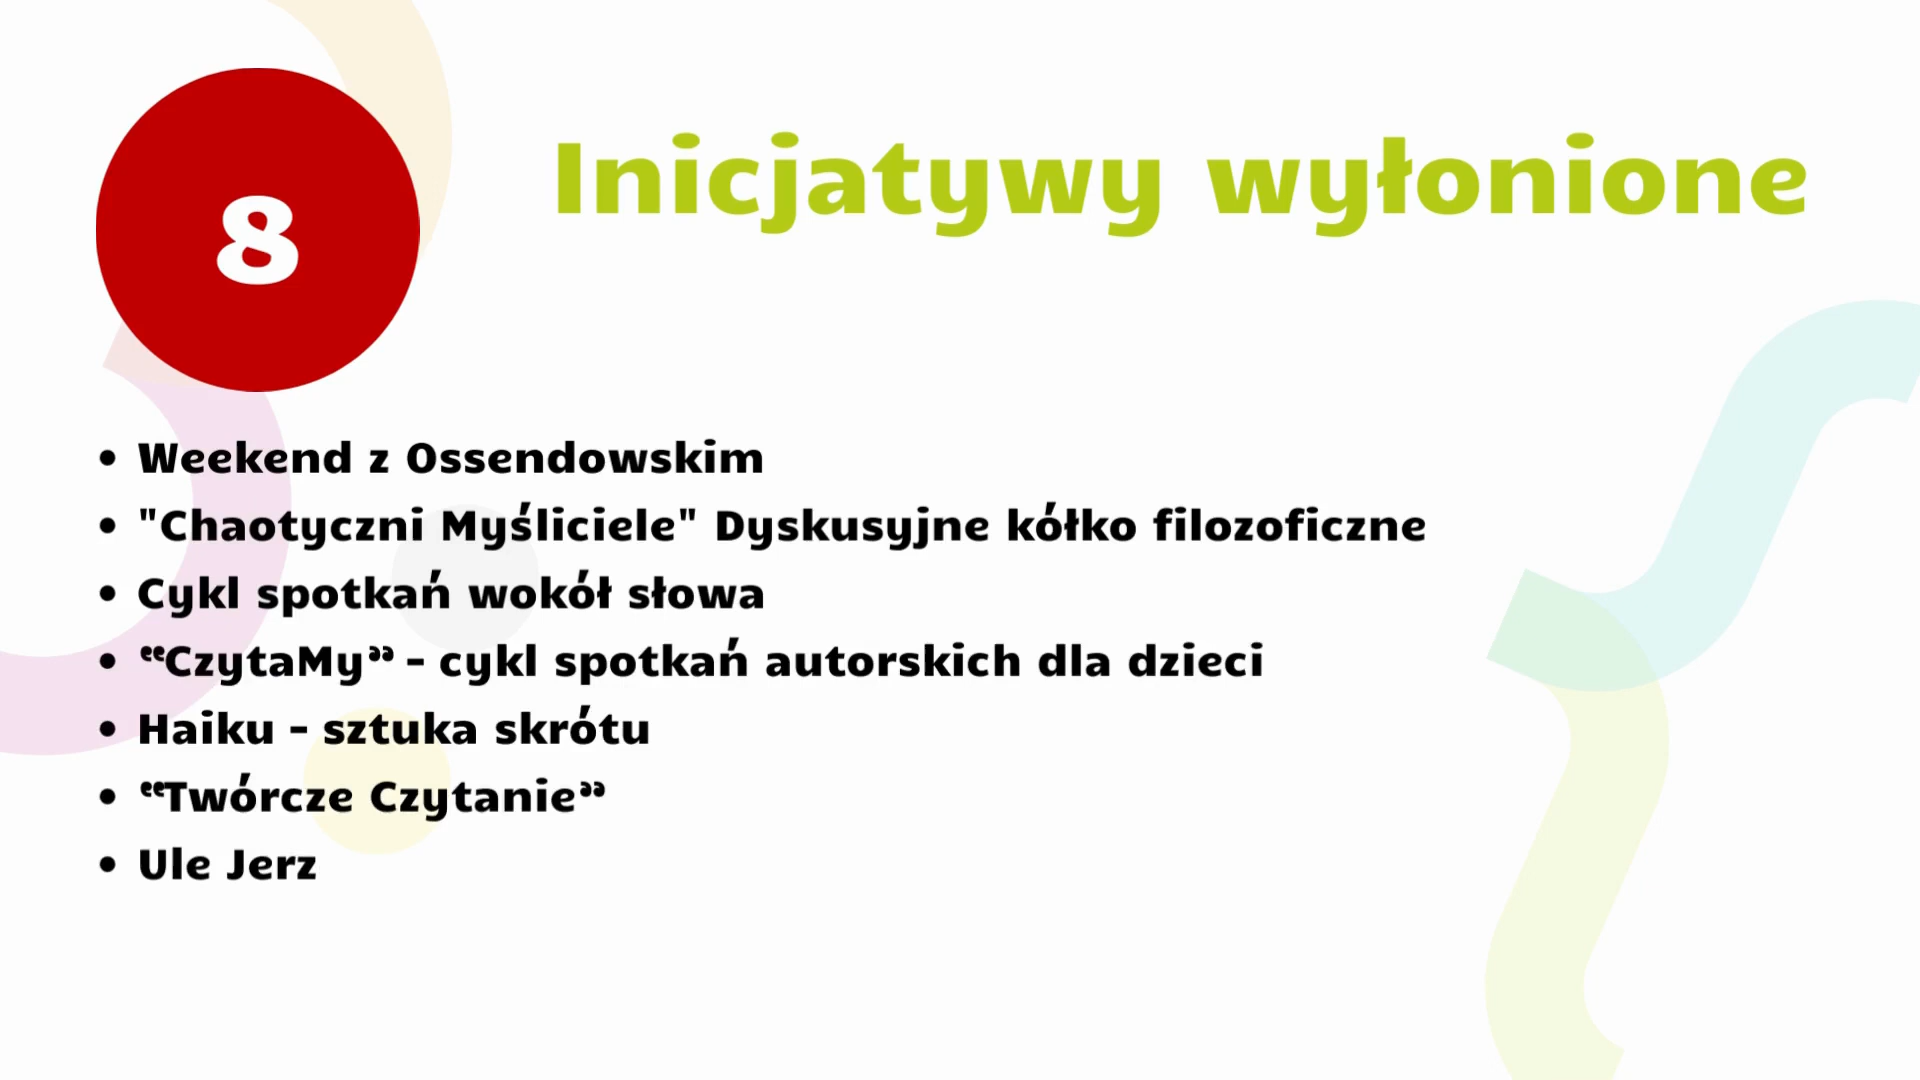 8
Inicjatywy wyłonione
• Weekend z Ossendowskim
• "Chaotyczni Myśliciele" Dyskusyjne kółko filozoficzne
• Cykl spotkań wokół słowa
• “CzytaMy” - cykl spotkań autorskich dla dzieci
• Haiku - sztuka skrótu
• “Twórcze Czytanie”
• Ule Jerz